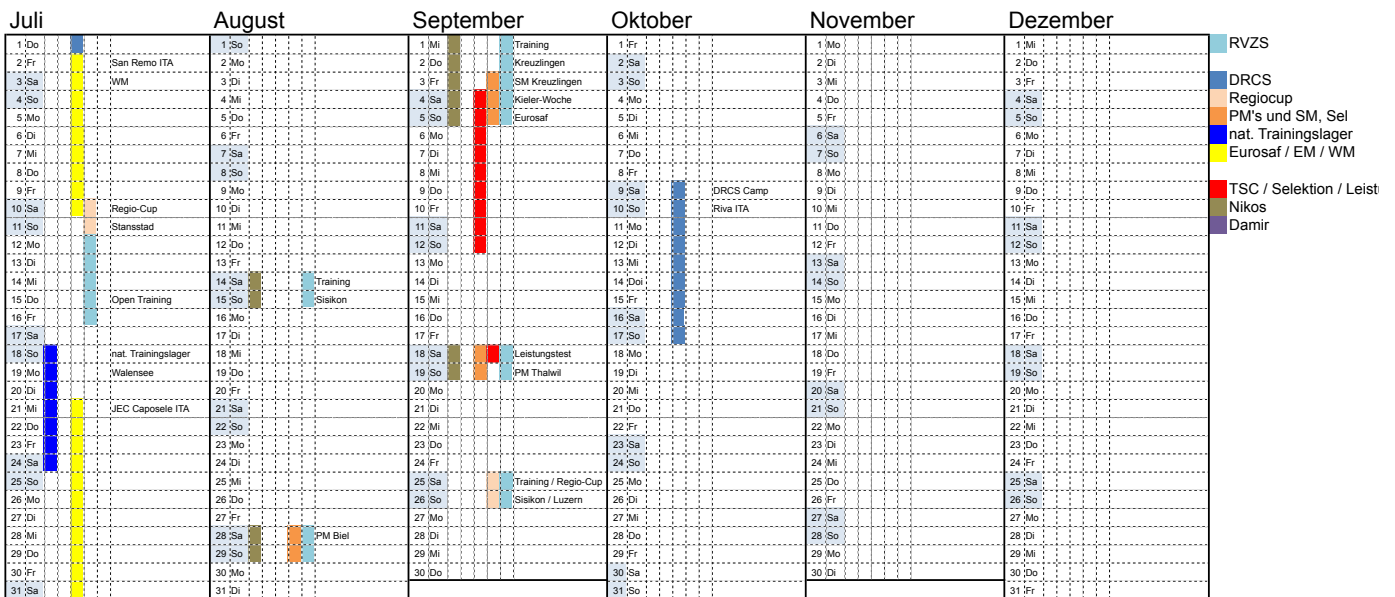 Juli August September Oktober November Dezember
1 Do 1 So 1 Mi Training 1 Fr 1 Mo 1 Mi RVZS
2 Fr San Remo ITA 2 Mo 2 Do Kreuzlingen 2 Sa 2 Di 2 Do
3 Sa WM 3 Di 3 Fr SM Kreuzlingen 3 So 3 Mi 3 Fr DRCS
4 So 4 Mi 4 Sa Kieler-Woche 4 Mo 4 Do 4 Sa Regiocup
5 Mo 5 Do 5 So Eurosaf 5 Di 5 Fr 5 So PM's und SM, Sel
6 Di 6 Fr 6 Mo 6 Mi 6 Sa 6 Mo nat. Trainingslager
7 Mi 7 Sa 7 Di 7 Do 7 So 7 Di Eurosaf / EM / WM
8 Do 8 So 8 Mi 8 Fr 8 Mo 8 Mi
9 Fr 9 Mo 9 Do 9 Sa DRCS Camp 9 Di 9 Do TSC / Selektion / Leist
10 Sa Regio-Cup 10 Di 10 Fr 10 So Riva ITA 10 Mi 10 Fr Nikos
11 So Stansstad 11 Mi 11 Sa 11 Mo 11 Do 11 Sa Damir
12 Mo 12 Do 12 So 12 Di 12 Fr 12 So
13 Di 13 Fr 13 Mo 13 Mi 13 Sa 13 Mo
14 Mi 14 Sa Training 14 Di 14 Doi 14 So 14 Di
15 Do Open Training 15 So Sisikon 15 Mi 15 Fr 15 Mo 15 Mi
16 Fr 16 Mo 16 Do 16 Sa 16 Di 16 Do
17 Sa 17 Di 17 Fr 17 So 17 Mi 17 Fr
18 So nat. Trainingslager 18 Mi 18 Sa Leistungstest 18 Mo 18 Do 18 Sa
19 Mo Walensee 19 Do 19 So PM Thalwil 19 Di 19 Fr 19 So
20 Di 20 Fr 20 Mo 20 Mi 20 Sa 20 Mo
21 Mi JEC Caposele ITA 21 Sa 21 Di 21 Do 21 So 21 Di
22 Do 22 So 22 Mi 22 Fr 22 Mo 22 Mi
23 Fr 23 Mo 23 Do 23 Sa 23 Di 23 Do
24 Sa 24 Di 24 Fr 24 So 24 Mi 24 Fr
25 So 25 Mi 25 Sa Training / Regio-Cup 25 Mo 25 Do 25 Sa
26 Mo 26 Do 26 So Sisikon / Luzern 26 Di 26 Fr 26 So
27 Di 27 Fr 27 Mo 27 Mi 27 Sa 27 Mo
28 Mi 28 Sa PM Biel 28 Di 28 Do 28 So 28 Di
29 Do 29 So 29 Mi 29 Fr 29 Mo 29 Mi
30 Fr 30 Mo 30 Do 30 Sa 30 Di 30 Do
31 Sa 31 Di 31 So 31 Fr